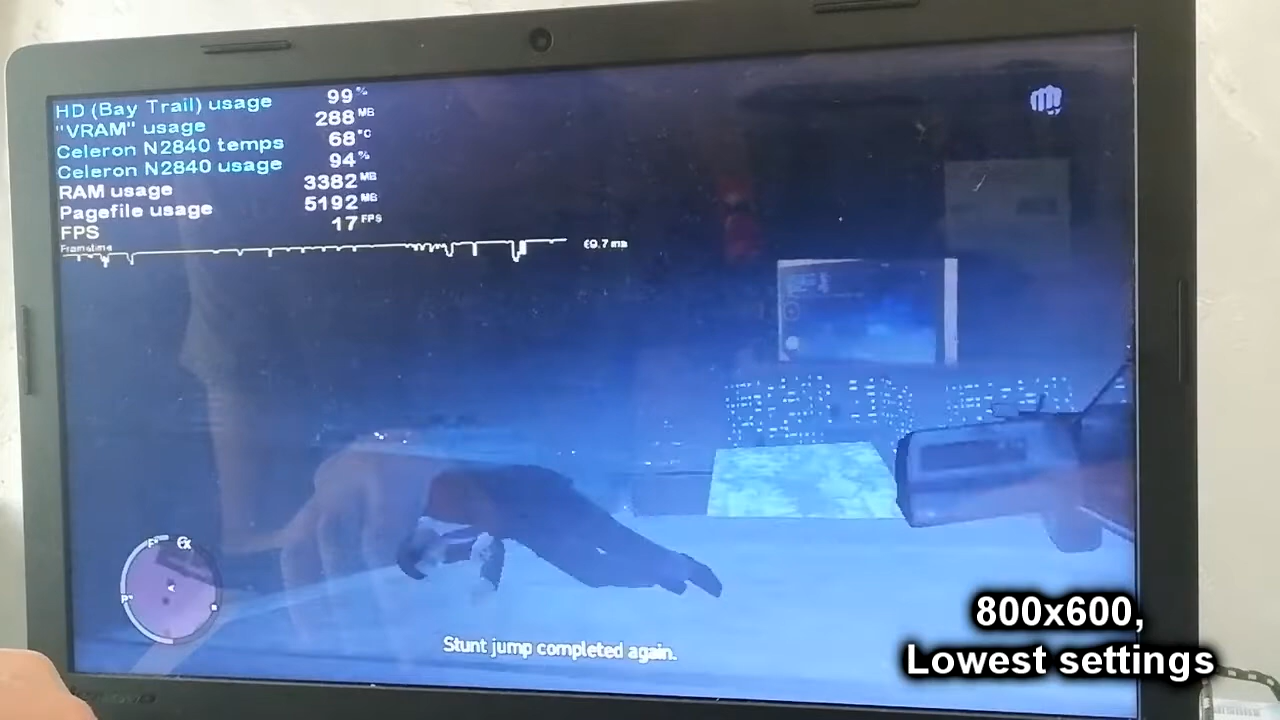 HD (Bay Trail) usage 99 %
"VRAM" usage 288 MB
Celeron N2840 temps 68 °C
Celeron N2840 usage 94 %
RAM usage 3382 MB
Pagefile usage 5192 MB
FPS 17 FPS
Frametime 69.7 ms
Stunt jump completed again.
800x600,
Lowest settings